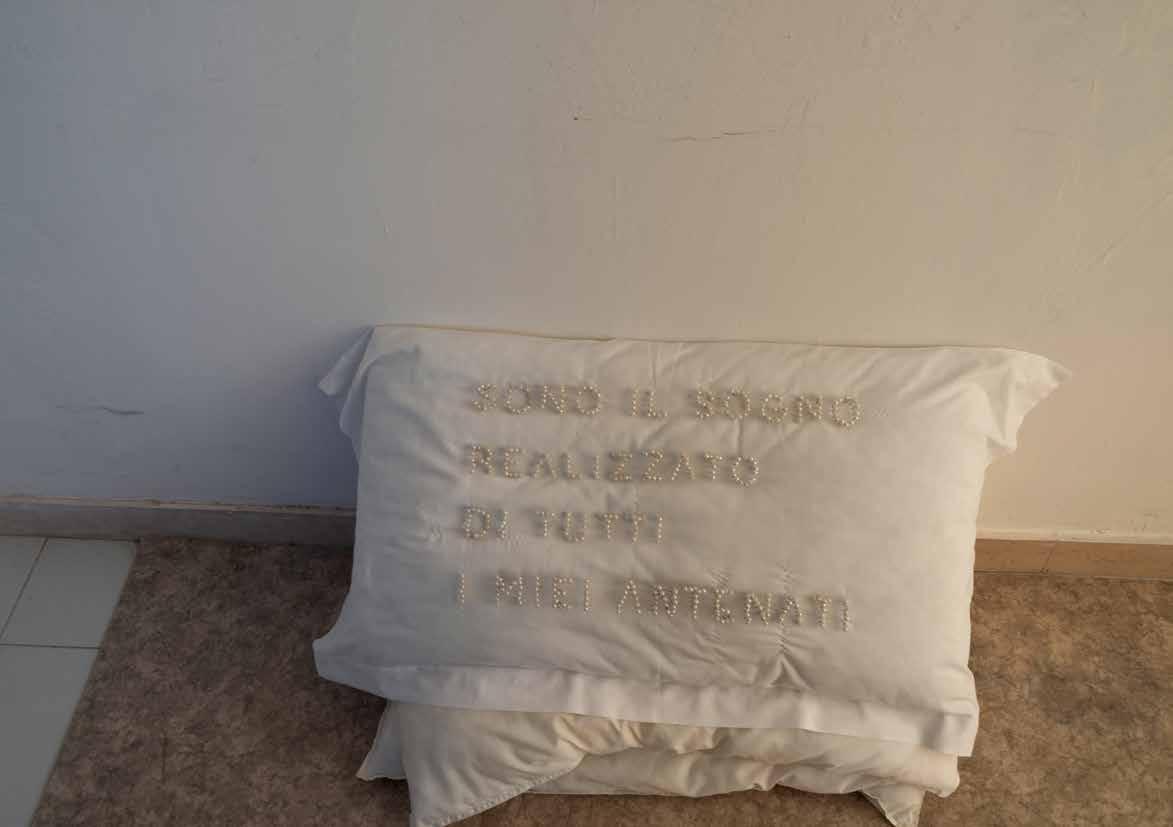 SONO IL SOGNO
REALIZZATO
DI TUTTI
I MIEI ANTENATI